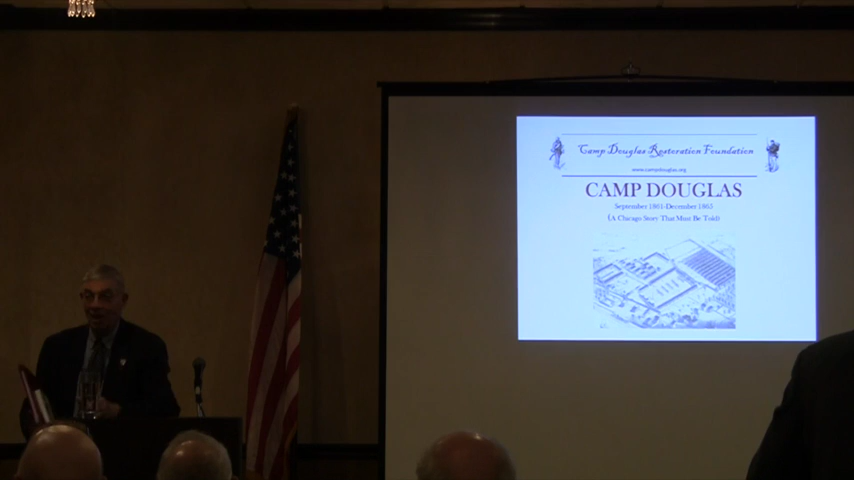 Camp Douglas Restoration Foundation
www.campdouglas.org
CAMP DOUGLAS
September 1861-December 1865
(A Chicago Story That Must Be Told)